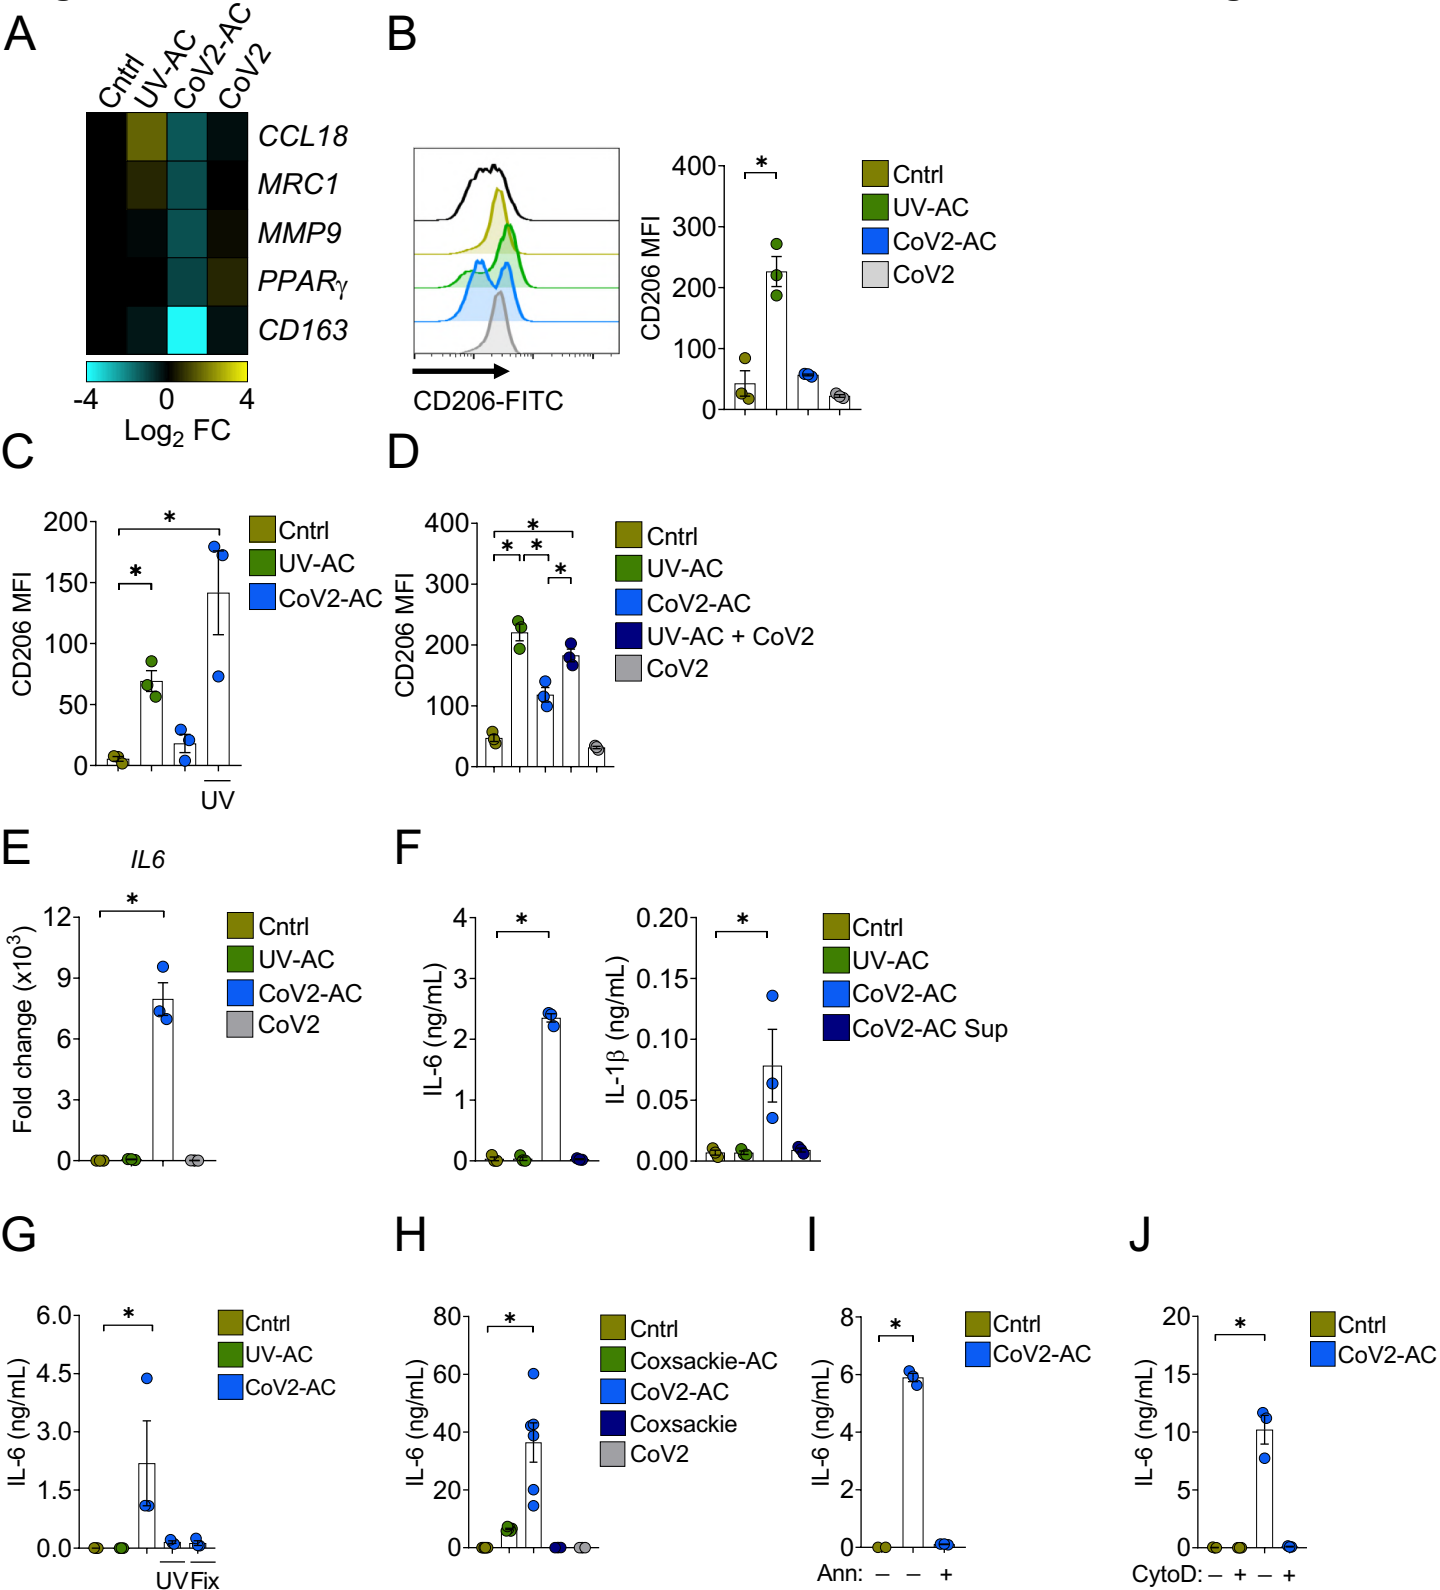 A
B
Cntrl
UV-AC
CoV2-AC
CoV2
CCL18
MRC1
MMP9
PPARγ
CD163
-4 0 4
Log2 FC
CD206-FITC
CD206 MFI
400
300
200
100
0
*
Cntrl
UV-AC
CoV2-AC
CoV2
C
D
CD206 MFI
200
150
100
50
0
*
*
UV
Cntrl
UV-AC
CoV2-AC
CD206 MFI
400
300
200
100
0
*
* *
*
Cntrl
UV-AC
CoV2-AC
UV-AC + CoV2
CoV2
E
F
IL6
Fold change (x10³)
12
9
6
3
0
*
Cntrl
UV-AC
CoV2-AC
CoV2
IL-6 (ng/mL)
4
3
2
1
0
*
IL-1β (ng/mL)
0.20
0.15
0.10
0.05
0.00
*
Cntrl
UV-AC
CoV2-AC
CoV2-AC Sup
G
H
I
J
IL-6 (ng/mL)
6.0
4.5
3.0
1.5
0.0
*
UV Fix
Cntrl
UV-AC
CoV2-AC
IL-6 (ng/mL)
80
60
40
20
0
*
Cntrl
Coxsackie-AC
CoV2-AC
Coxsackie
CoV2
IL-6 (ng/mL)
8
6
4
2
0
*
Ann: – – +
Cntrl
CoV2-AC
IL-6 (ng/mL)
20
15
10
5
0
*
CytoD: – + – +
Cntrl
CoV2-AC